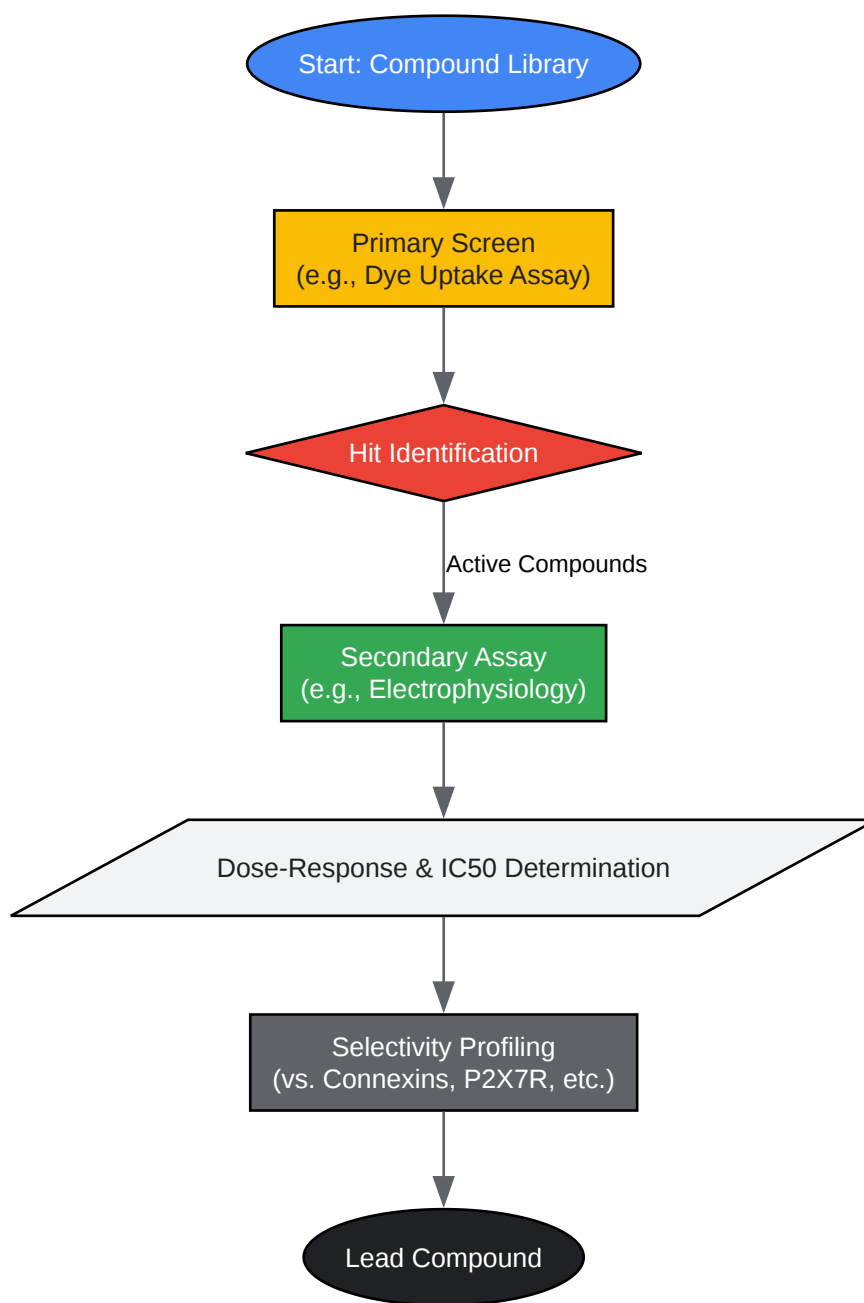 Start: Compound Library
Primary Screen
(e.g., Dye Uptake Assay)
Hit Identification
Active Compounds
Secondary Assay
(e.g., Electrophysiology)
Dose-Response & IC50 Determination
Selectivity Profiling
(vs. Connexins, P2X7R, etc.)
Lead Compound